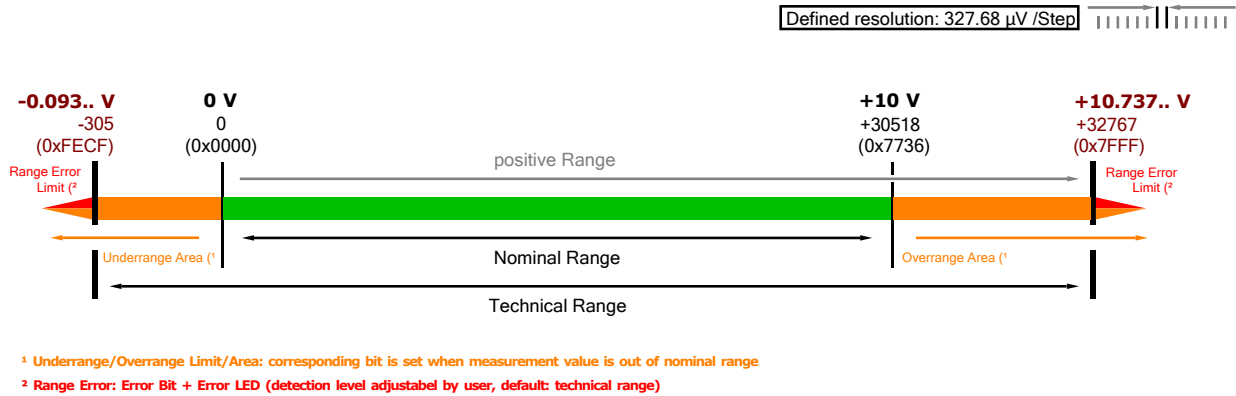 Defined resolution: 327.68 µV /Step
-0.093.. V
0 V
+10 V
+10.737.. V
-305
0
+30518
+32767
(0xFECF)
(0x0000)
(0x7736)
(0x7FFF)
Range Error
Limit (²
positive Range
Range Error
Limit (²
Underrange Area (¹
Nominal Range
Overrange Area (¹
Technical Range
¹ Underrange/Overrange Limit/Area: corresponding bit is set when measurement value is out of nominal range
² Range Error: Error Bit + Error LED (detection level adjustabel by user, default: technical range)